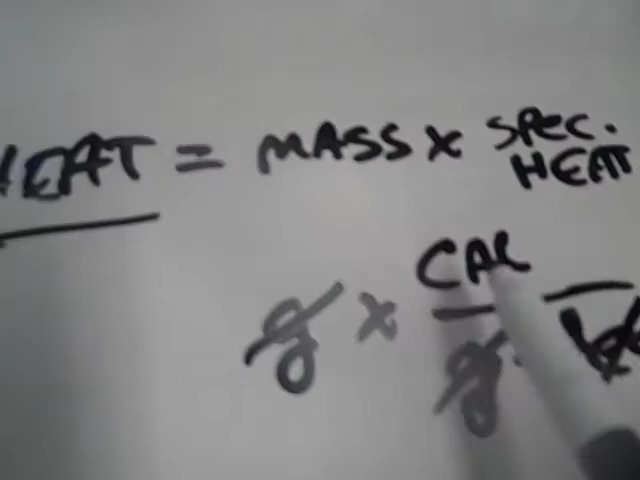 HEAT = MASS x SPEC. HEAT
g x CAL
g